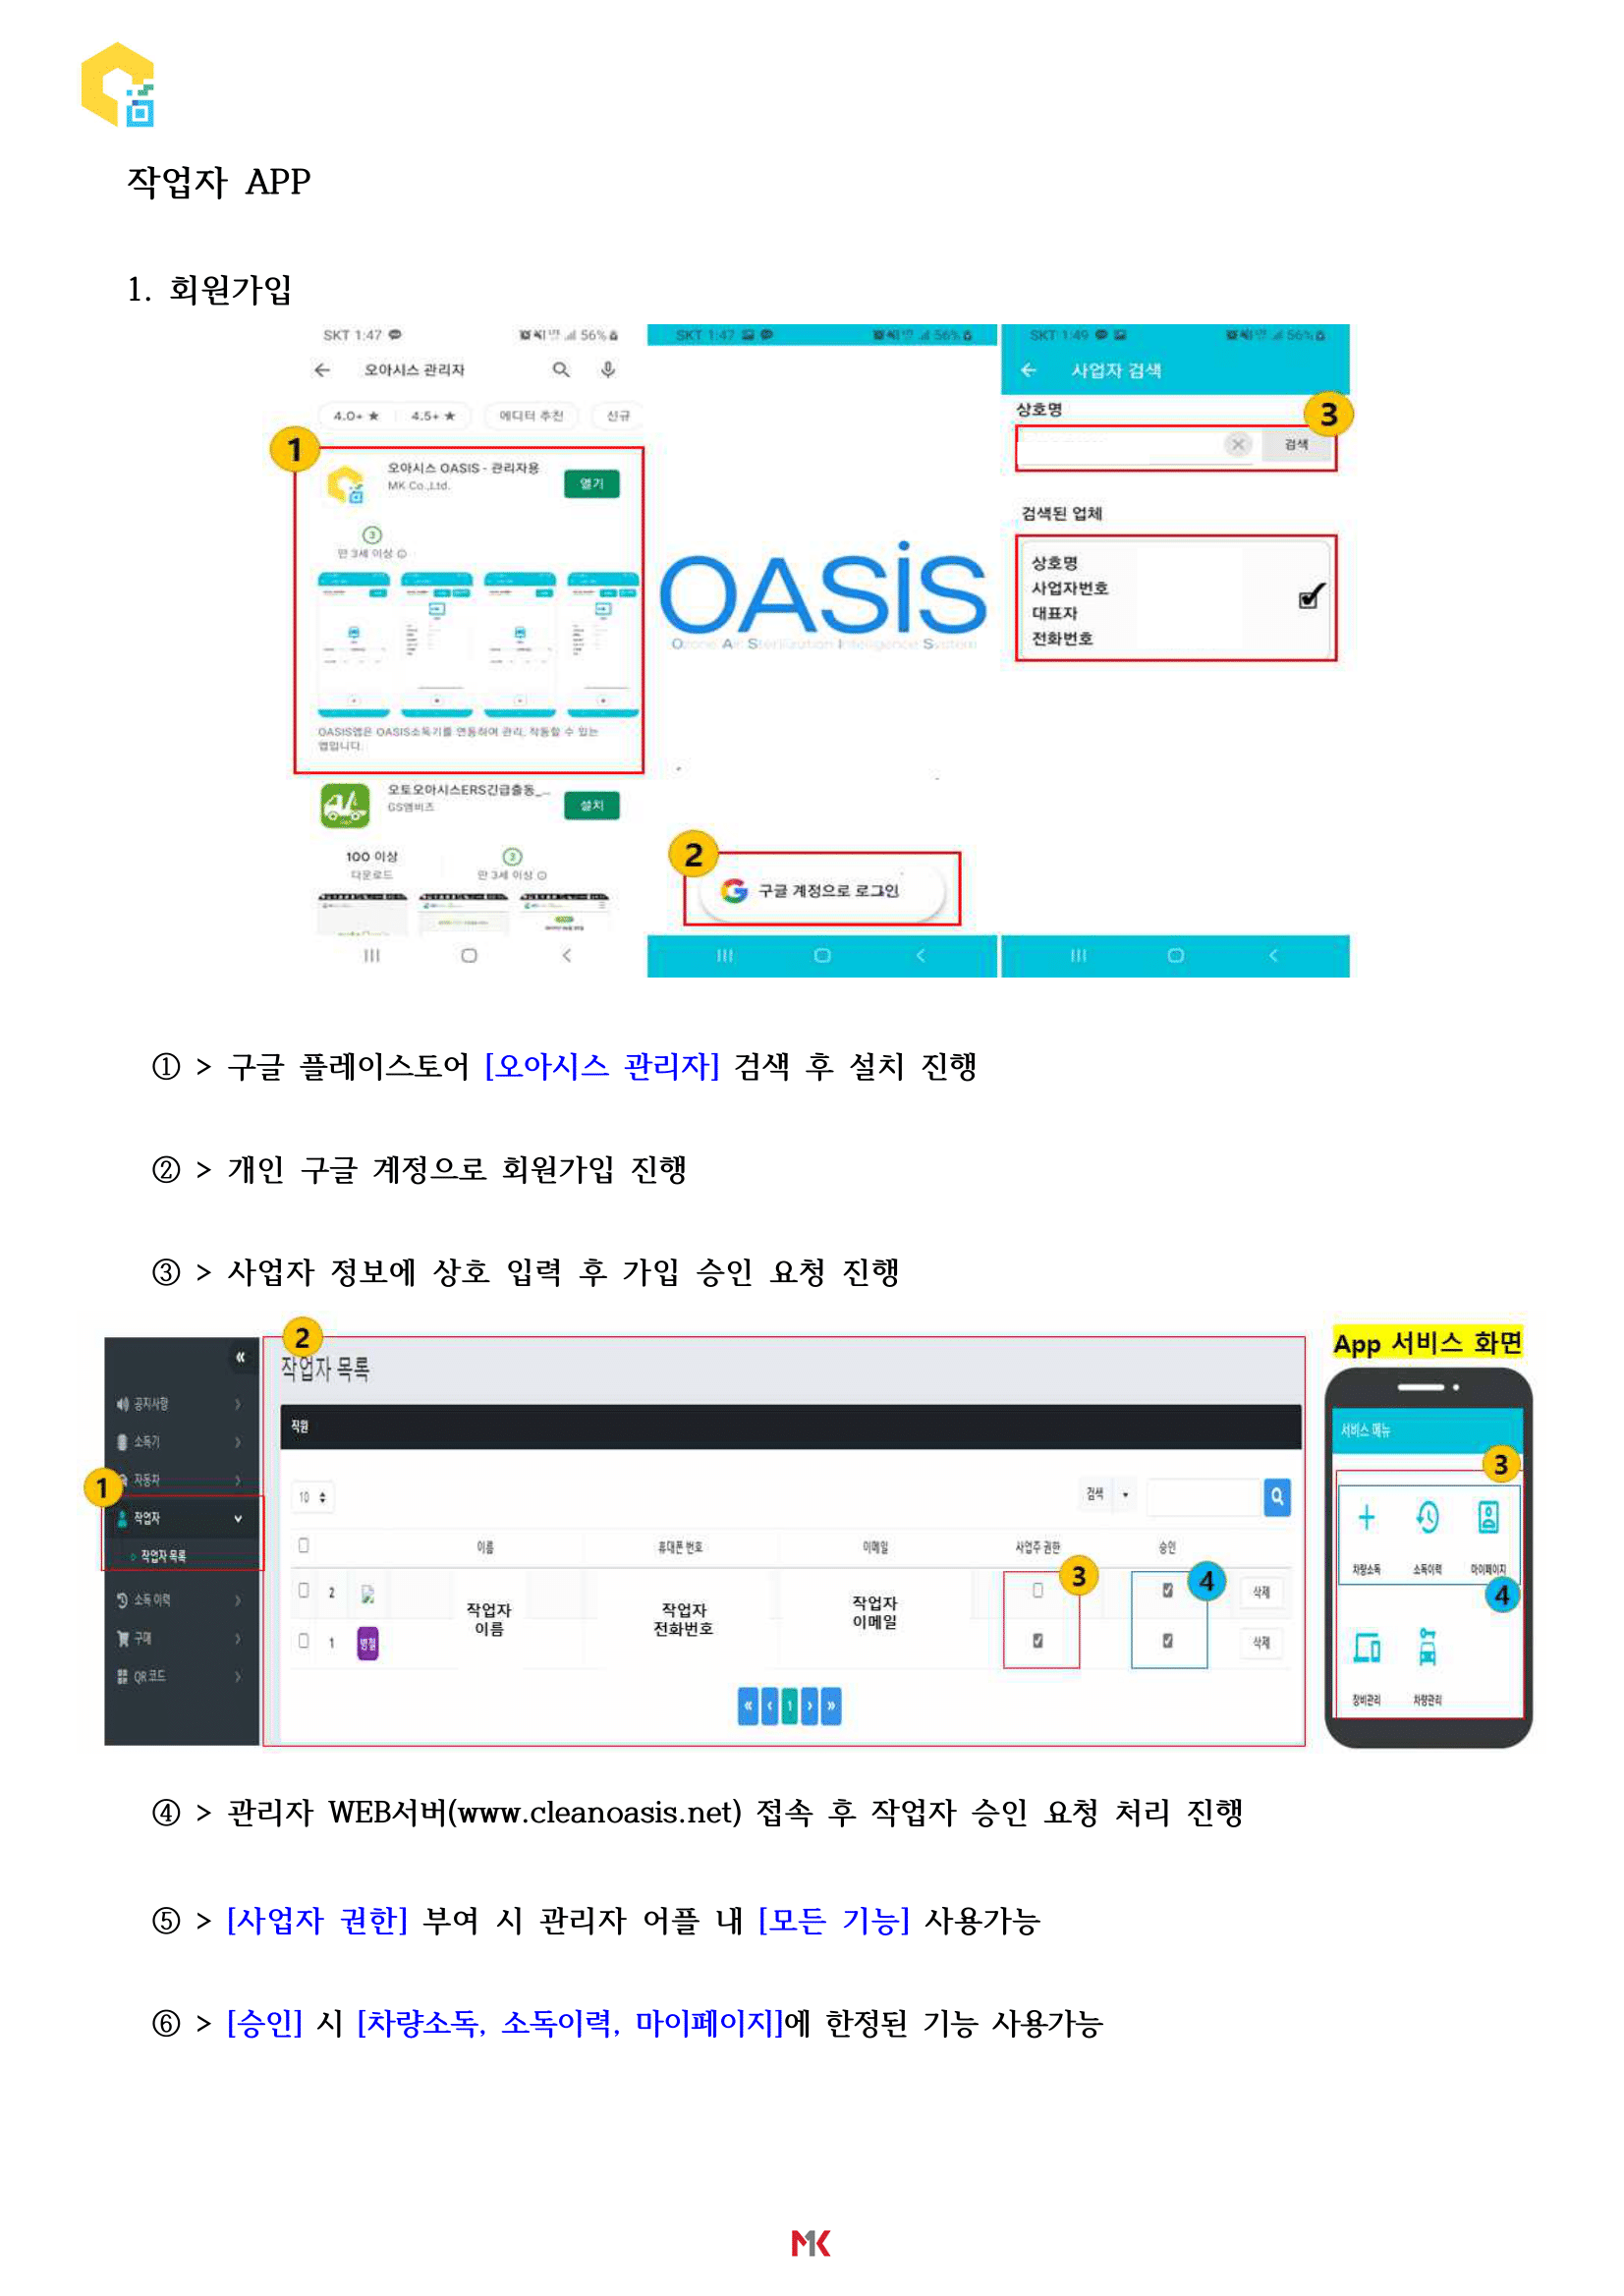 작업자 APP
1. 회원가입
SKT 1:47
56%
오아시스 관리자
4.0+ ★
4.5+ ★
에디터 추천
신규
1
오아시스 OASIS - 관리자용
MK Co.,Ltd.
열기
3
만 3세 이상
OASIS앱은 OASIS소독기를 연동하여 관리, 작동할 수 있는
앱입니다.
오토오아시스ERS긴급출동_...
GS엠비즈
설치
100 이상
다운로드
3
만 3세 이상
SKT 1:47
56%
OASiS
Ozone Air Sterilization Intelligence System
2
구글 계정으로 로그인
SKT 1:49
56%
사업자 검색
상호명
3
검색
검색된 업체
상호명
사업자번호
대표자
전화번호
① > 구글 플레이스토어 [오아시스 관리자] 검색 후 설치 진행
② > 개인 구글 계정으로 회원가입 진행
③ > 사업자 정보에 상호 입력 후 가입 승인 요청 진행
«
공지사항
소독기
자동차
1
작업자
작업자 목록
소독 이력
구매
QR 코드
2
작업자 목록
직원
10
검색
이름
휴대폰 번호
이메일
사업주 권한
승인
3
4
2
작업자
이름
작업자
전화번호
작업자
이메일
삭제
1
병철
삭제
« ‹ 1 › »
App 서비스 화면
서비스 메뉴
3
차량소독
소독이력
마이페이지
4
장비관리
차량관리
④ > 관리자 WEB서버(www.cleanoasis.net) 접속 후 작업자 승인 요청 처리 진행
⑤ > [사업자 권한] 부여 시 관리자 어플 내 [모든 기능] 사용가능
⑥ > [승인] 시 [차량소독, 소독이력, 마이페이지]에 한정된 기능 사용가능
MK